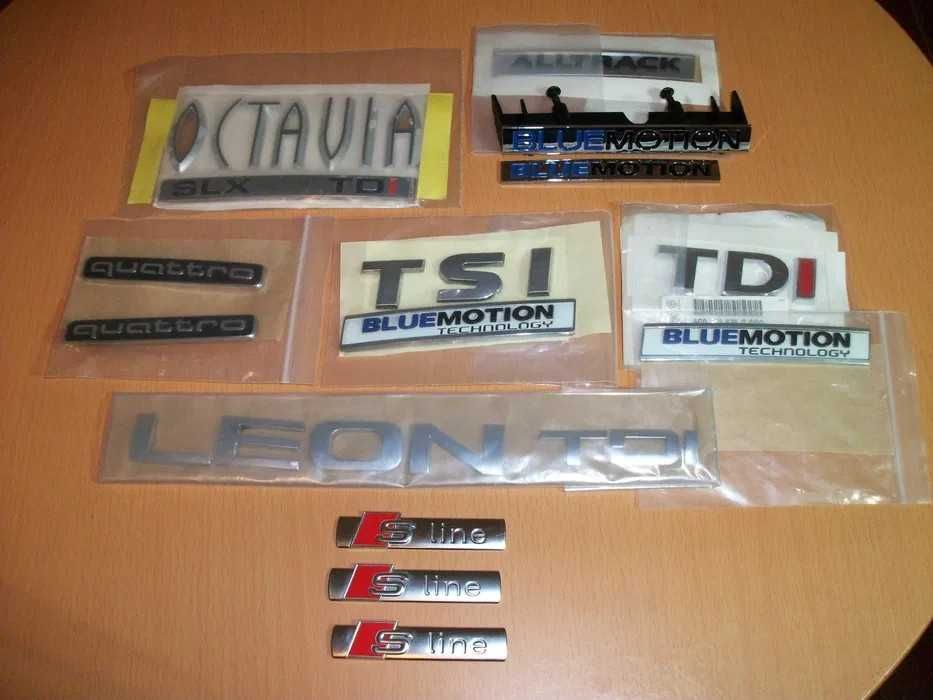 OCTAVIA
SLX TDI
ALLTRACK
BLUEMOTION
BLUEMOTION
quattro
quattro
TSI
BLUEMOTION
TECHNOLOGY
TDI
BLUEMOTION
TECHNOLOGY
LEON TDI
S line
S line
S line